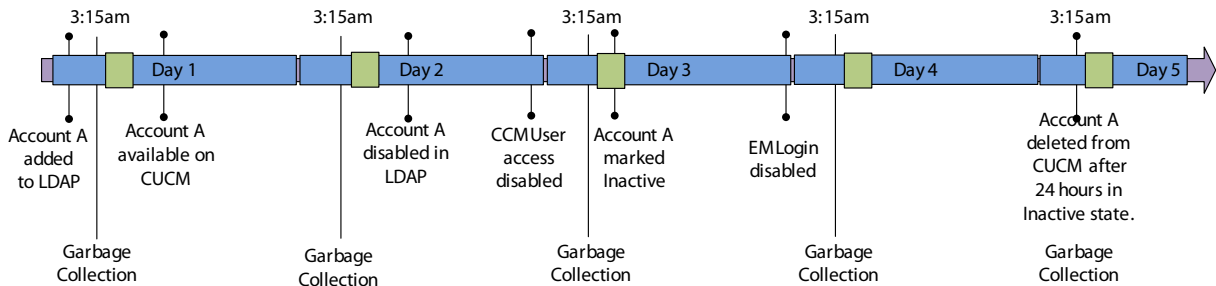 3:15am
3:15am
3:15am
3:15am
3:15am
Day 1
Day 2
Day 3
Day 4
Day 5
Account A
added
to LDAP
Account A
available on
CUCM
Account A
disabled in
LDAP
CCMUser
access
disabled
Account A
marked
Inactive
EM Login
disabled
Account A
deleted from
CUCM after
24 hours in
Inactive state.
Garbage
Collection
Garbage
Collection
Garbage
Collection
Garbage
Collection
Garbage
Collection